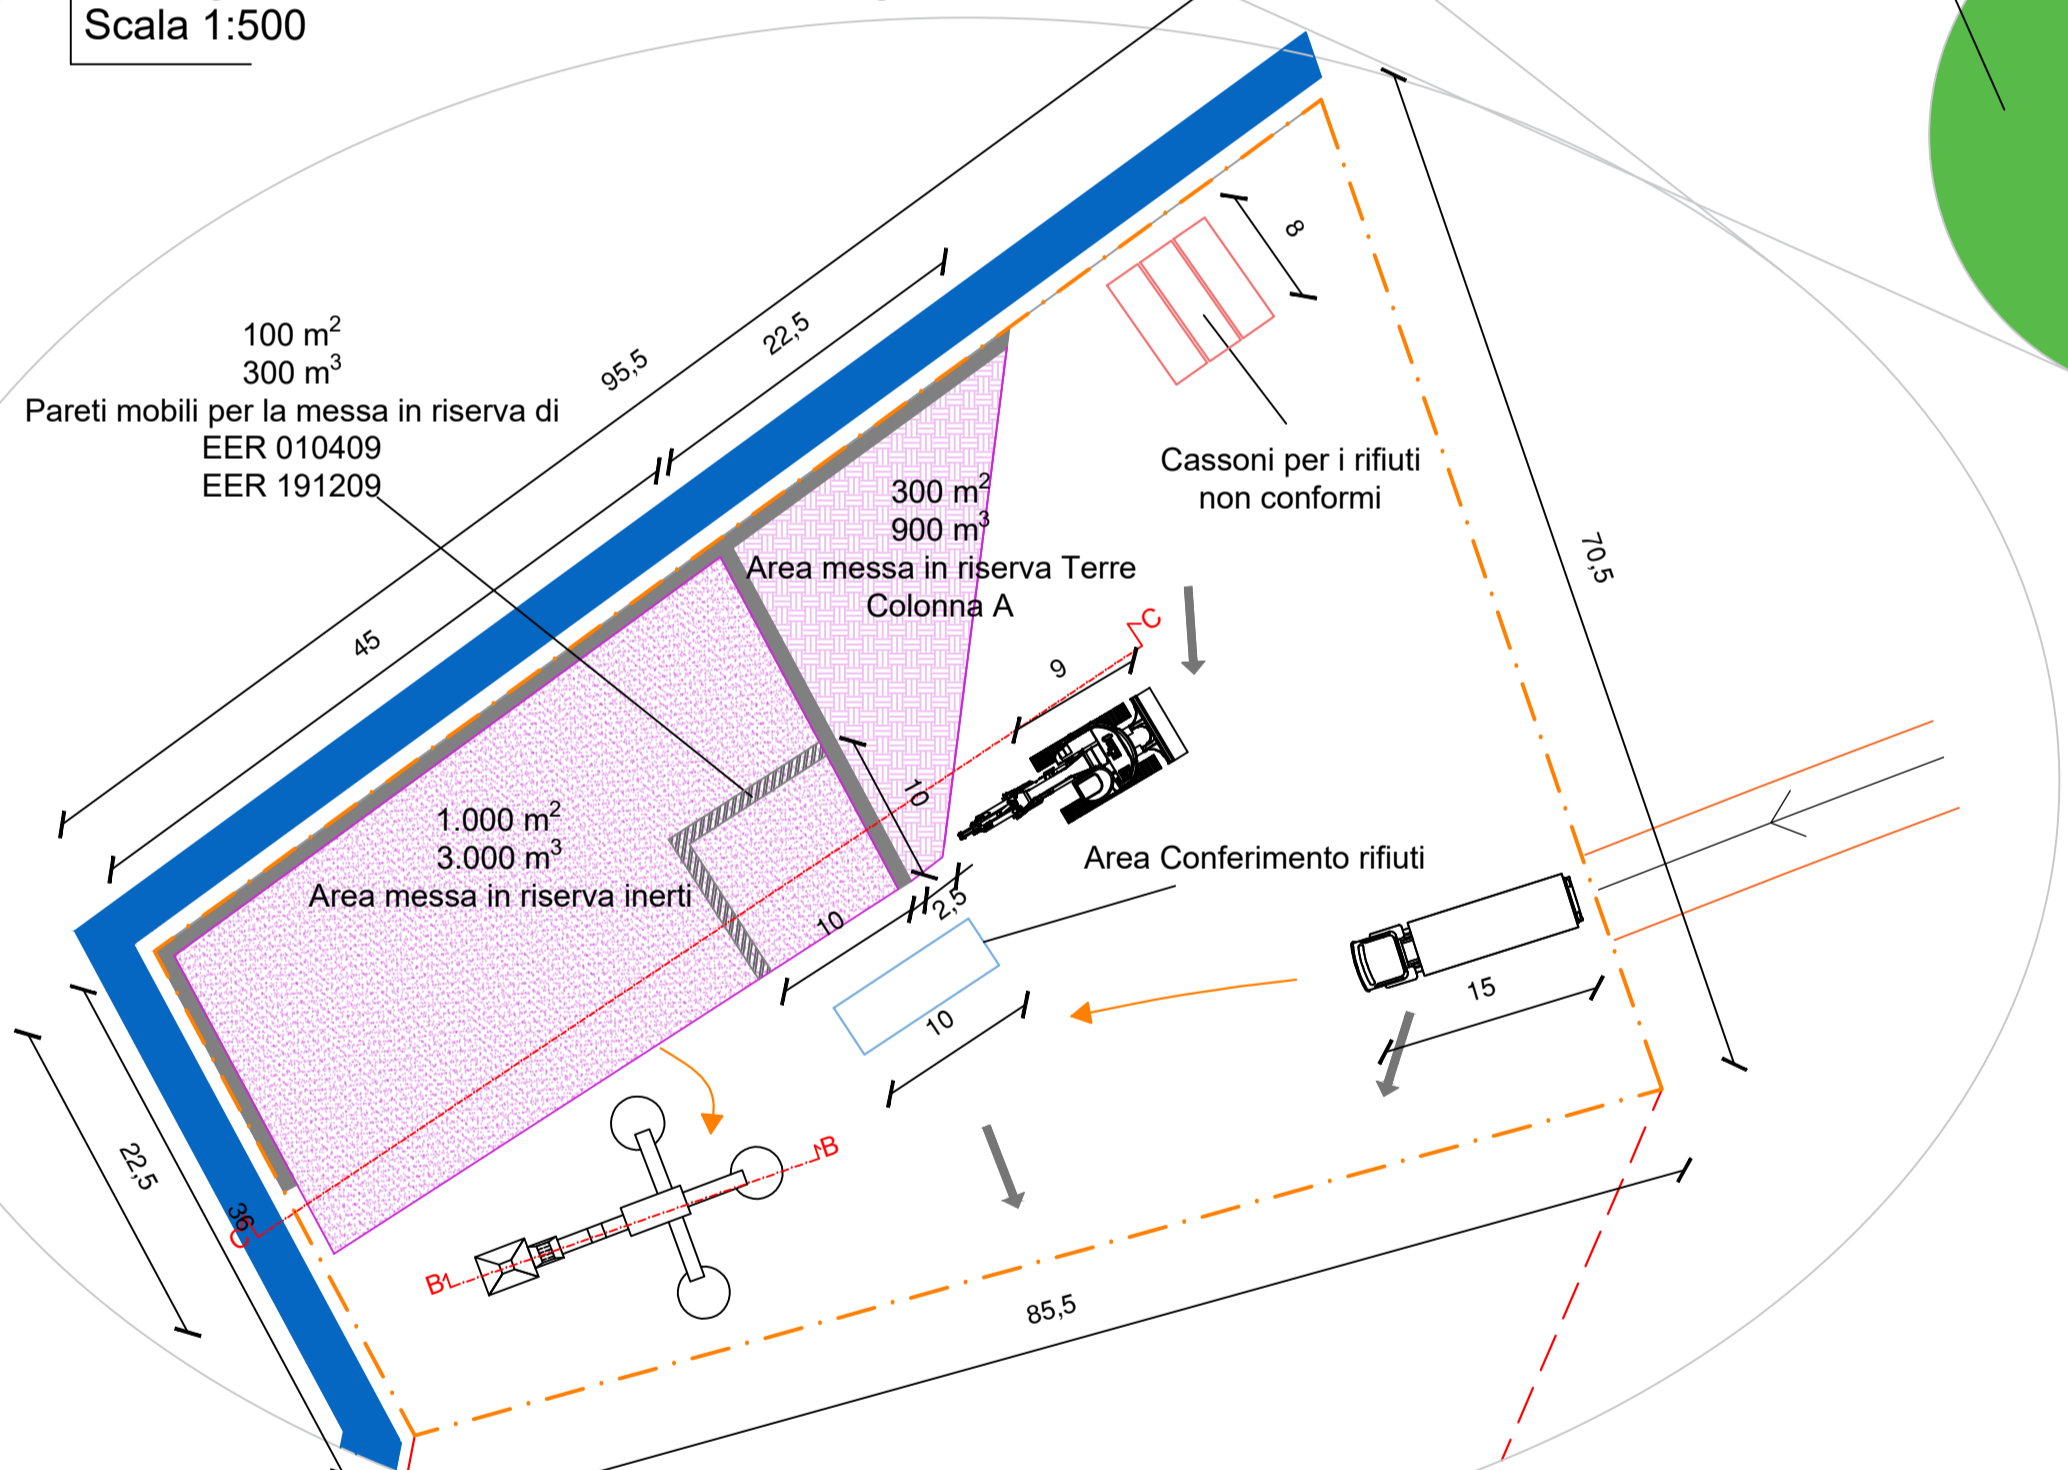 Scala 1:500
100 m²
300 m³
Pareti mobili per la messa in riserva di
EER 010409
EER 191209
95,5
22,5
45
8
Cassoni per i rifiuti
non conformi
300 m²
900 m³
Area messa in riserva Terre
Colonna A
70,5
C
9
10
1.000 m²
3.000 m³
Area messa in riserva inerti
Area Conferimento rifiuti
2,5
10
10
15
22,5
36
C
B
B
85,5